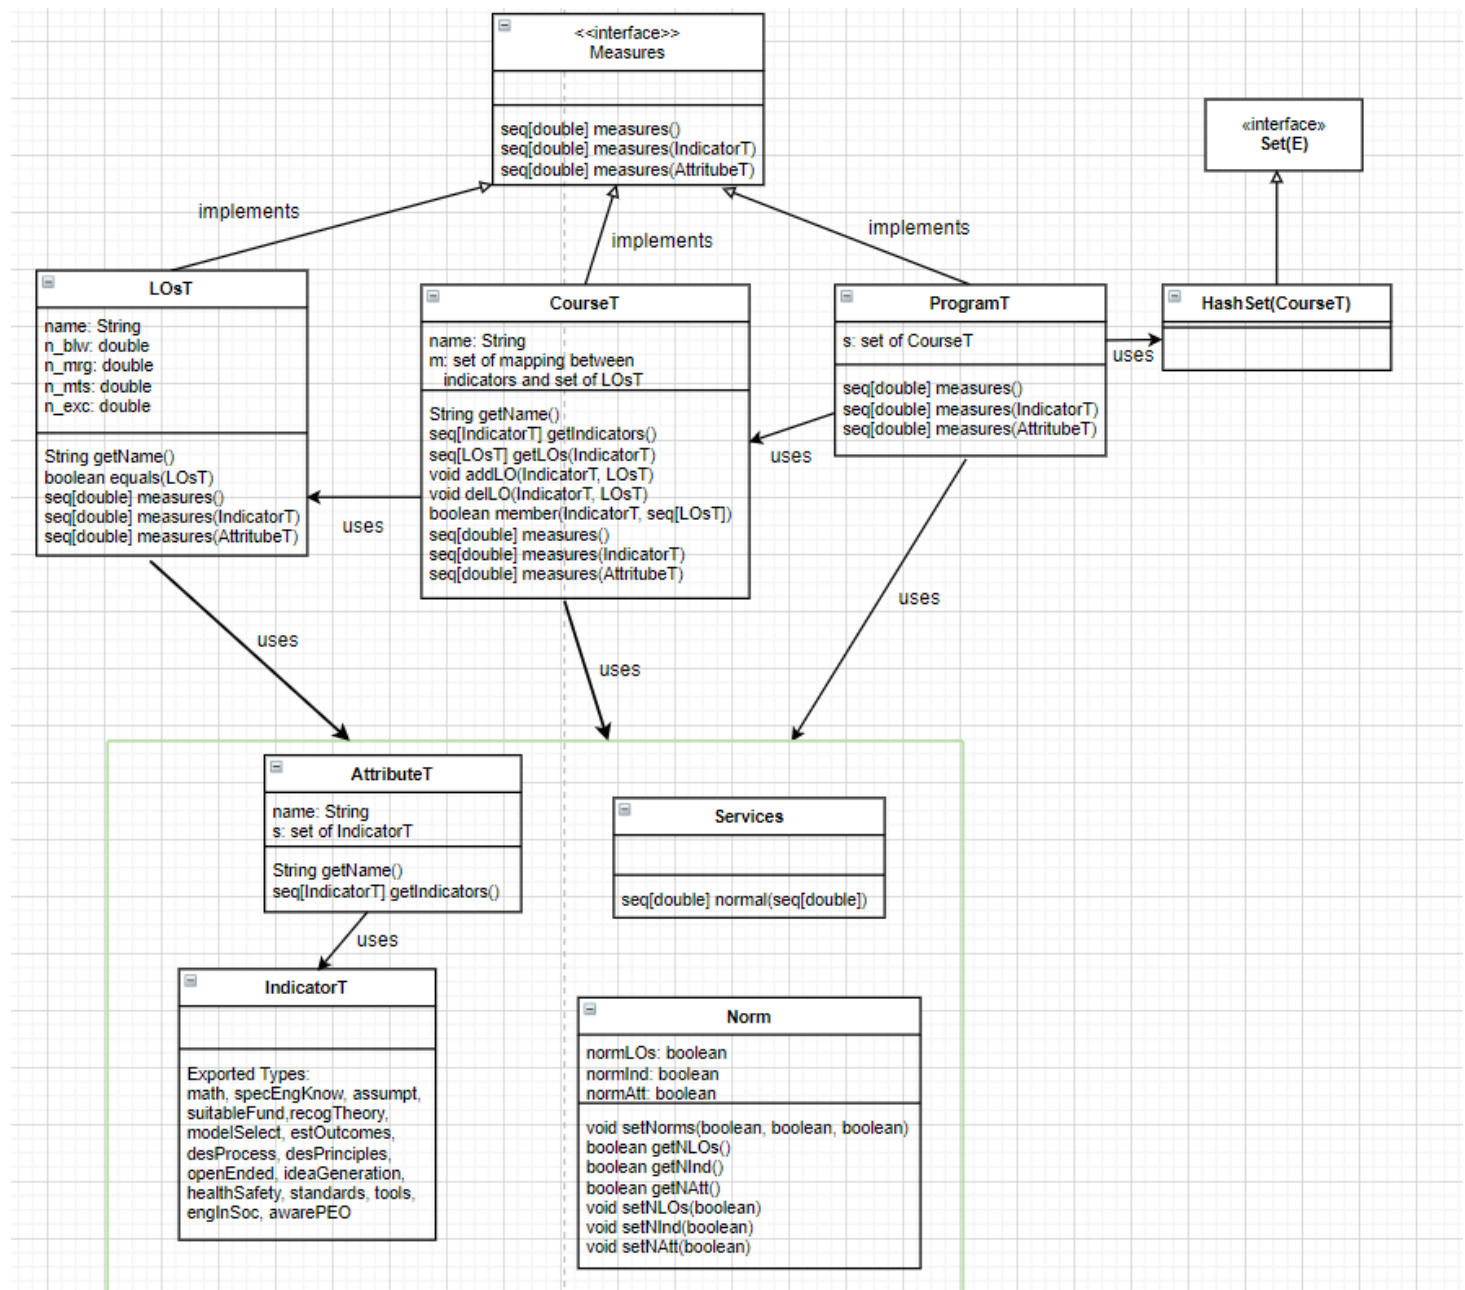 <<interface>>
Measures
seq[double] measures()
seq[double] measures(IndicatorT)
seq[double] measures(AttritubeT)
«interface»
Set(E)
implements
implements
implements
LOsT
name: String
n_blw: double
n_mrg: double
n_mts: double
n_exc: double
String getName()
boolean equals(LOsT)
seq[double] measures()
seq[double] measures(IndicatorT)
seq[double] measures(AttritubeT)
CourseT
name: String
m: set of mapping between
indicators and set of LOsT
String getName()
seq[IndicatorT] getIndicators()
seq[LOsT] getLOs(IndicatorT)
void addLO(IndicatorT, LOsT)
void delLO(IndicatorT, LOsT)
boolean member(IndicatorT, seq[LOsT])
seq[double] measures()
seq[double] measures(IndicatorT)
seq[double] measures(AttritubeT)
ProgramT
s: set of CourseT
seq[double] measures()
seq[double] measures(IndicatorT)
seq[double] measures(AttritubeT)
HashSet(CourseT)
uses
uses
uses
uses
uses
uses
AttributeT
name: String
s: set of IndicatorT
String getName()
seq[IndicatorT] getIndicators()
uses
Services
seq[double] normal(seq[double])
IndicatorT
Exported Types:
math, specEngKnow, assumpt,
suitableFund,recogTheory,
modelSelect, estOutcomes,
desProcess, desPrinciples,
openEnded, ideaGeneration,
healthSafety, standards, tools,
engInSoc, awarePEO
Norm
normLOs: boolean
normInd: boolean
normAtt: boolean
void setNorms(boolean, boolean, boolean)
boolean getNLOs()
boolean getNInd()
boolean getNAtt()
void setNLOs(boolean)
void setNInd(boolean)
void setNAtt(boolean)